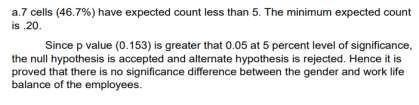 a.7 cells (46.7%) have expected count less than 5. The minimum expected count
is .20.
Since p value (0.153) is greater that 0.05 at 5 percent level of significance,
the null hypothesis is accepted and alternate hypothesis is rejected. Hence it is
proved that there is no significance difference between the gender and work life
balance of the employees.